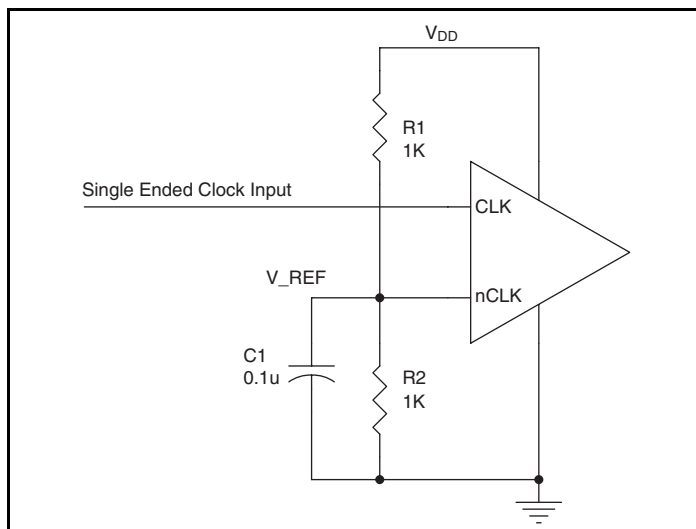 VDD
R1
1K
Single Ended Clock Input
CLK
V_REF
nCLK
C1
0.1u
R2
1K